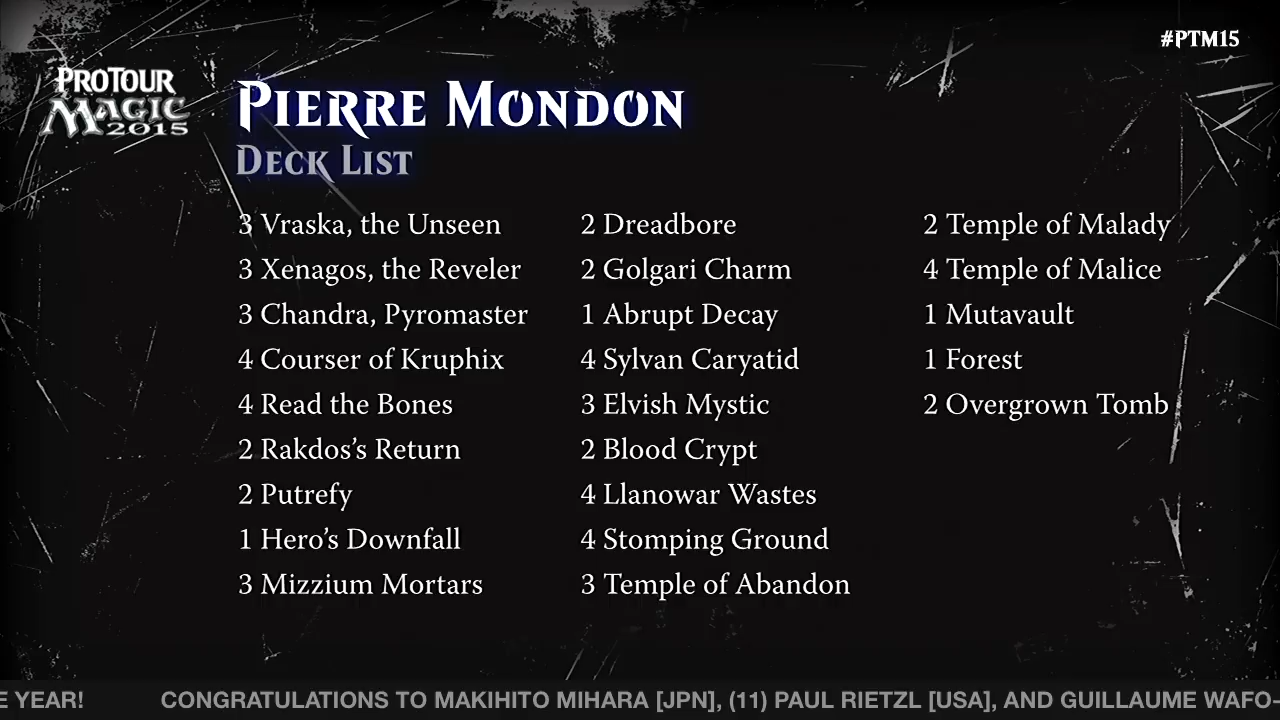 #PTM15
PROTOUR
MAGIC
2015
PIERRE MONDON
DECK LIST
3 Vraska, the Unseen
3 Xenagos, the Reveler
3 Chandra, Pyromaster
4 Courser of Kruphix
4 Read the Bones
2 Rakdos’s Return
2 Putrefy
1 Hero’s Downfall
3 Mizzium Mortars
2 Dreadbore
2 Golgari Charm
1 Abrupt Decay
4 Sylvan Caryatid
3 Elvish Mystic
2 Blood Crypt
4 Llanowar Wastes
4 Stomping Ground
3 Temple of Abandon
2 Temple of Malady
4 Temple of Malice
1 Mutavault
1 Forest
2 Overgrown Tomb
E YEAR! CONGRATULATIONS TO MAKIHITO MIHARA [JPN], (11) PAUL RIETZL [USA], AND GUILLAUME WAFO-